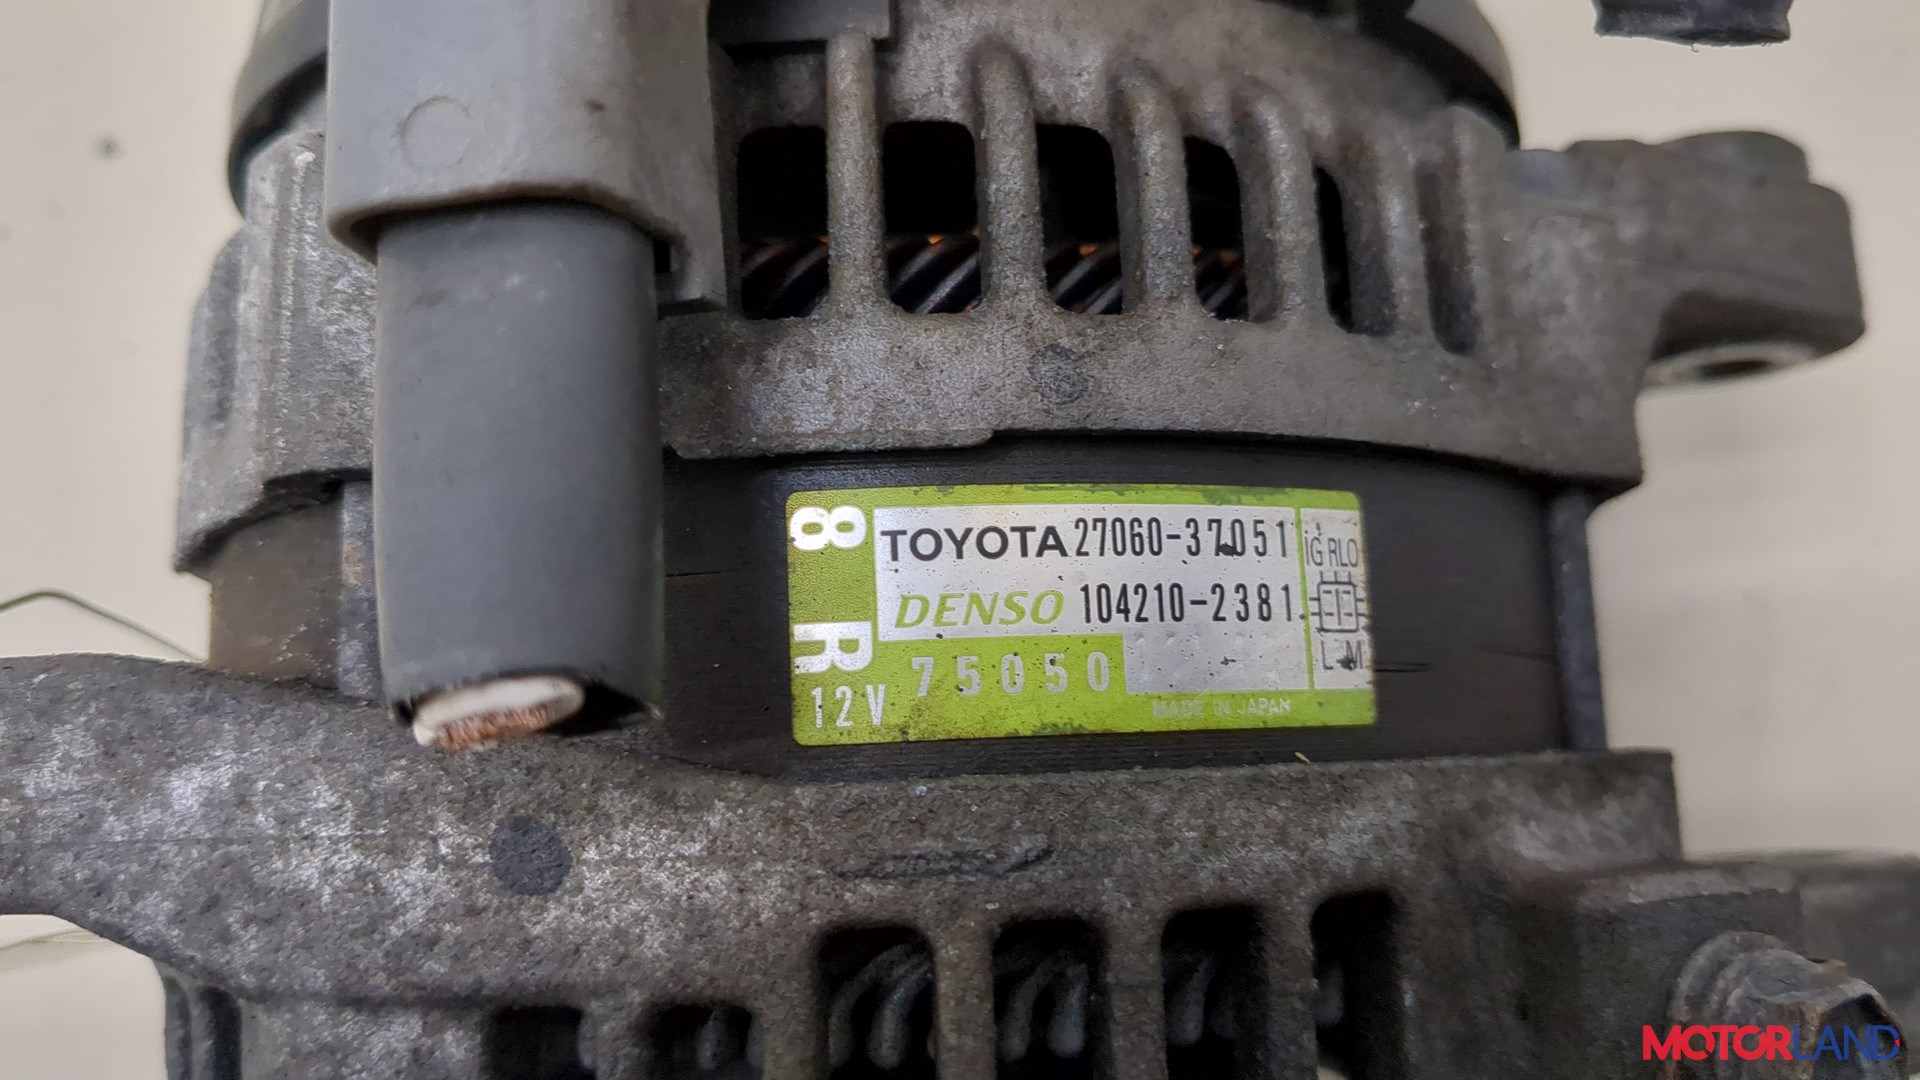 8 R
TOYOTA 27060-37051
DENSO 104210-2381
12V 75050
MADE IN JAPAN
iG RLO
L M
MOTORLAND